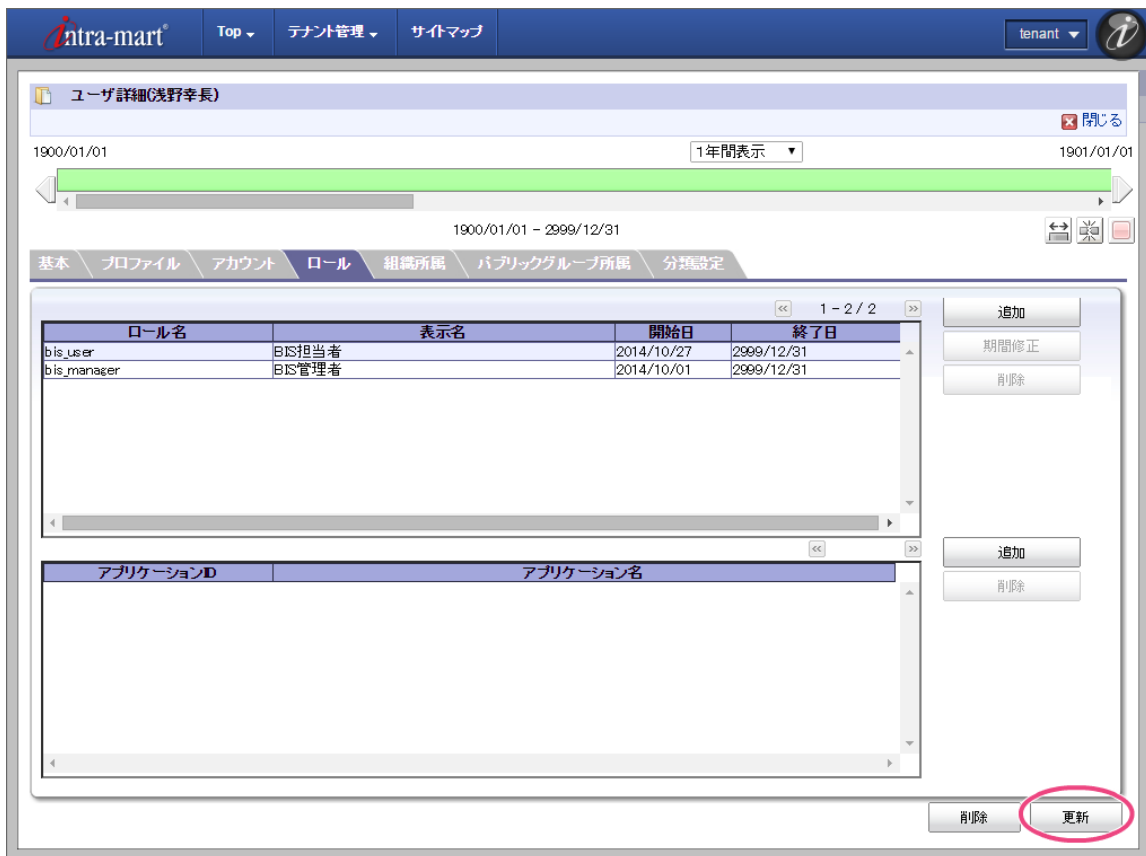 intra-mart® Top テナント管理 サイトマップ tenant
ユーザ詳細(浅野幸長)
閉じる
1900/01/01 1年間表示 1901/01/01
1900/01/01 - 2999/12/31
基本 プロファイル アカウント ロール 組織所属 パブリックグループ所属 分類設定
<< 1 - 2 / 2 >> 追加
ロール名 表示名 開始日 終了日
期間修正
bis_user BIS担当者 2014/10/27 2999/12/31
bis_manager BIS管理者 2014/10/01 2999/12/31
削除
<< >> 追加
アプリケーションID アプリケーション名
削除
削除 更新